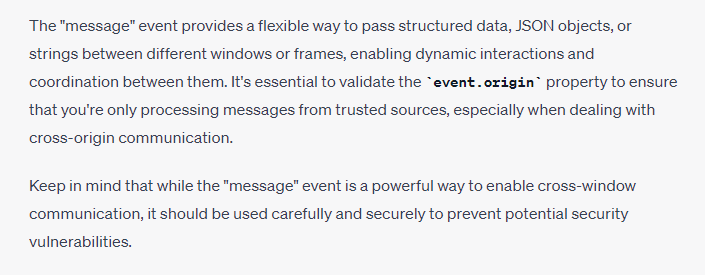 The "message" event provides a flexible way to pass structured data, JSON objects, or
strings between different windows or frames, enabling dynamic interactions and
coordination between them. It's essential to validate the `event.origin` property to ensure
that you're only processing messages from trusted sources, especially when dealing with
cross-origin communication.
Keep in mind that while the "message" event is a powerful way to enable cross-window
communication, it should be used carefully and securely to prevent potential security
vulnerabilities.